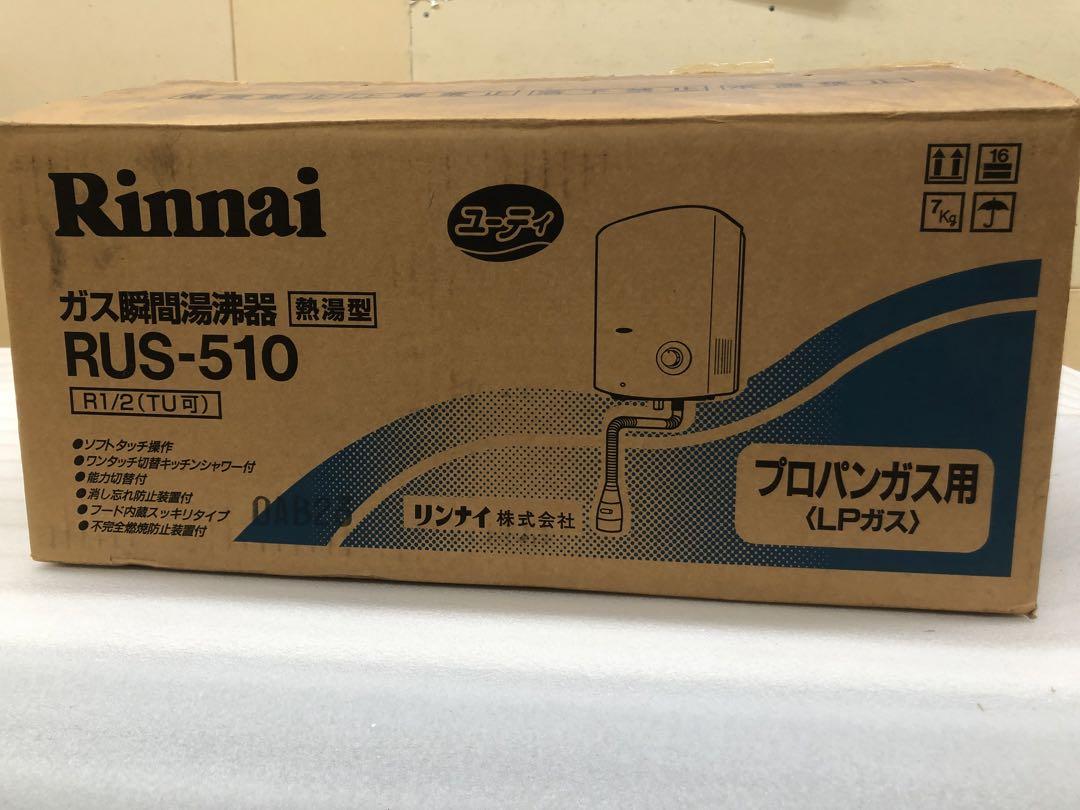 Rinnai
ユーティ
16
7Kg
ガス瞬間湯沸器 熱湯型
RUS-510
R1/2(TU可)
●ソフトタッチ操作
●ワンタッチ切替キッチンシャワー付
●能力切替付
●消し忘れ防止装置付
●フード内蔵スッキリタイプ
●不完全燃焼防止装置付
リンナイ株式会社
プロパンガス用
〈LPガス〉